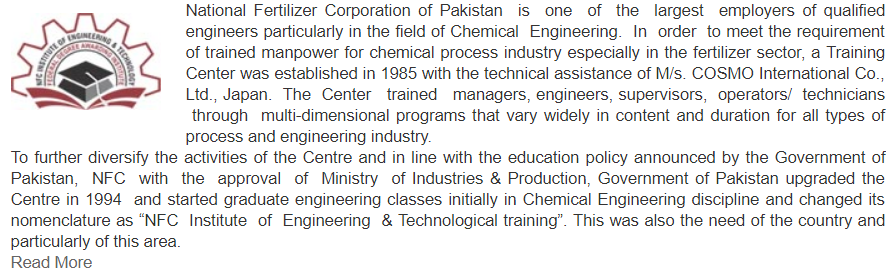 NFC INSTITUTE OF ENGINEERING & TECHNOLOGY
FEDERAL DEGREE AWARDING INSTITUTE
National Fertilizer Corporation of Pakistan is one of the largest employers of qualified
engineers particularly in the field of Chemical Engineering. In order to meet the requirement
of trained manpower for chemical process industry especially in the fertilizer sector, a Training
Center was established in 1985 with the technical assistance of M/s. COSMO International Co.,
Ltd., Japan. The Center trained managers, engineers, supervisors, operators/ technicians
through multi-dimensional programs that vary widely in content and duration for all types of
process and engineering industry.
To further diversify the activities of the Centre and in line with the education policy announced by the Government of
Pakistan, NFC with the approval of Ministry of Industries & Production, Government of Pakistan upgraded the
Centre in 1994 and started graduate engineering classes initially in Chemical Engineering discipline and changed its
nomenclature as “NFC Institute of Engineering & Technological training”. This was also the need of the country and
particularly of this area.
Read More